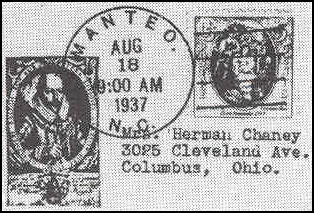 MANTEO.
AUG
18
9:00 AM
1937
N.C.
Mrs. Herman Chaney
3025 Cleveland Ave.
Columbus, Ohio.